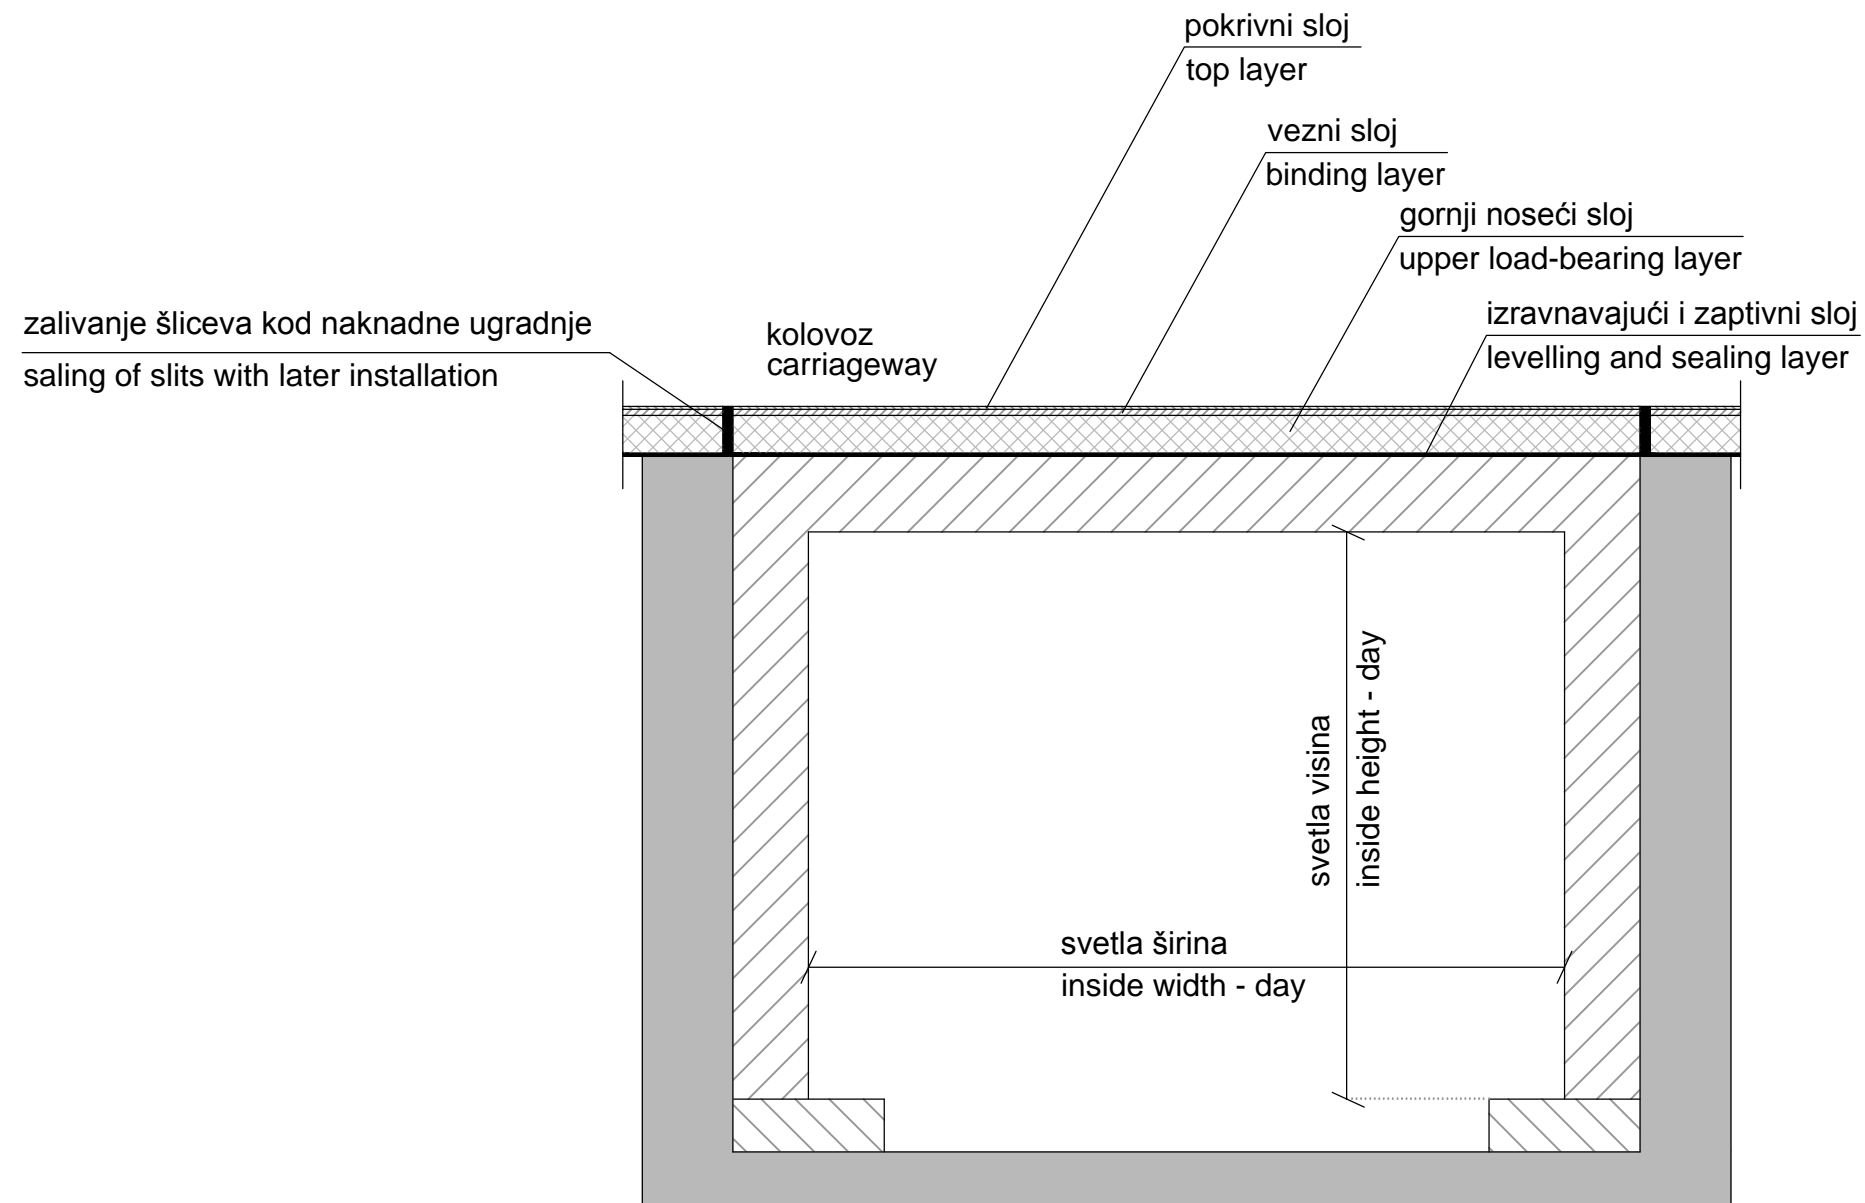 pokrivni sloj
top layer
vezni sloj
binding layer
gornji noseći sloj
upper load-bearing layer
izravnavajući i zaptivni sloj
levelling and sealing layer
zalivanje šliceva kod naknadne ugradnje
saling of slits with later installation
kolovoz
carriageway
svetla visina
inside height - day
svetla širina
inside width - day